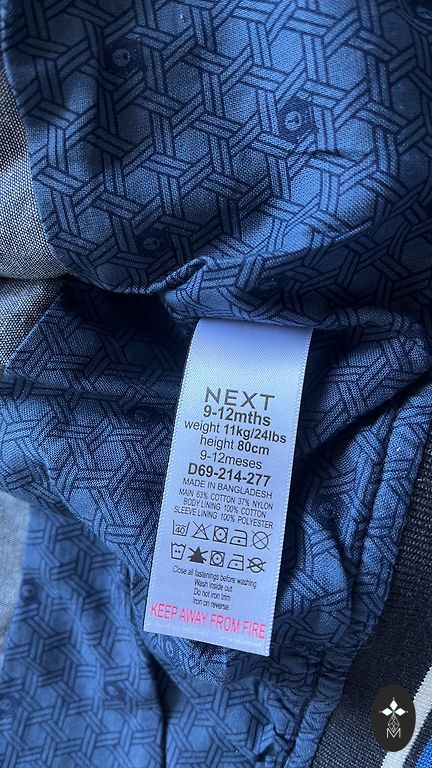 NEXT
9-12mths
weight 11kg/24lbs
height 80cm
9-12meses
D69-214-277
MADE IN BANGLADESH
MAIN 63% COTTON 37% NYLON
BODY LINING 100% COTTON
SLEEVE LINING: 100% POLYESTER
40
Close all fastenings before washing
Wash inside out
Do not iron trim
Iron on reverse
KEEP AWAY FROM FIRE
M